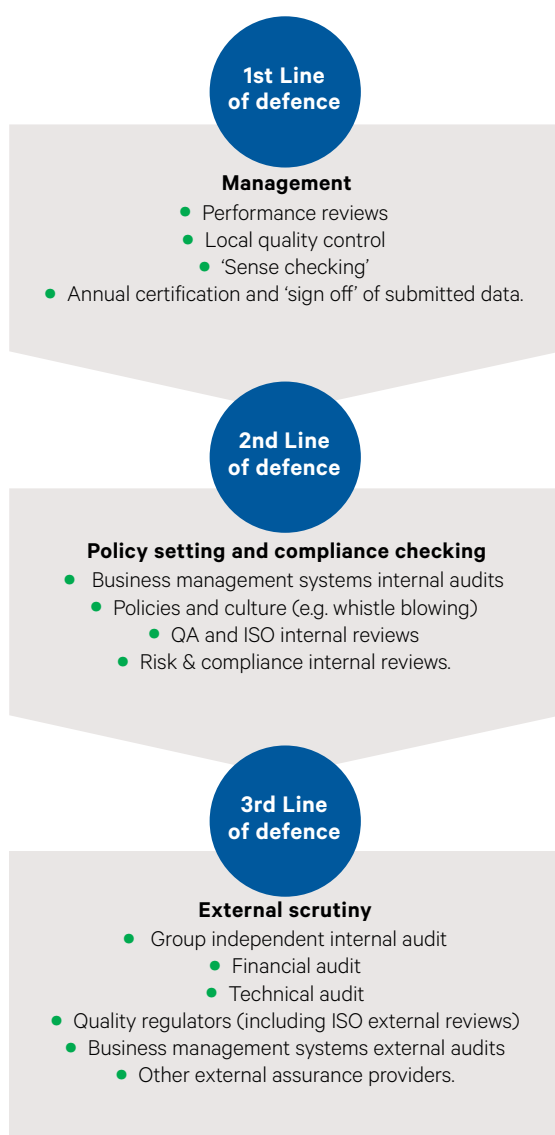 1st Line
of defence
Management
• Performance reviews
• Local quality control
• ‘Sense checking’
• Annual certification and ‘sign off’ of submitted data.
2nd Line
of defence
Policy setting and compliance checking
• Business management systems internal audits
• Policies and culture (e.g. whistle blowing)
• QA and ISO internal reviews
• Risk & compliance internal reviews.
3rd Line
of defence
External scrutiny
• Group independent internal audit
• Financial audit
• Technical audit
• Quality regulators (including ISO external reviews)
• Business management systems external audits
• Other external assurance providers.